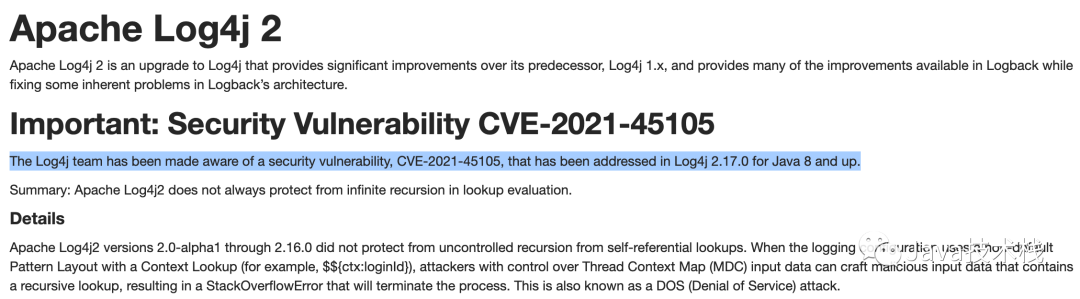 Apache Log4j 2
Apache Log4j 2 is an upgrade to Log4j that provides significant improvements over its predecessor, Log4j 1.x, and provides many of the improvements available in Logback while
fixing some inherent problems in Logback's architecture.
Important: Security Vulnerability CVE-2021-45105
The Log4j team has been made aware of a security vulnerability, CVE-2021-45105, that has been addressed in Log4j 2.17.0 for Java 8 and up.
Summary: Apache Log4j2 does not always protect from infinite recursion in lookup evaluation.
Details
Apache Log4j2 versions 2.0-alpha1 through 2.16.0 did not protect from uncontrolled recursion from self-referential lookups. When the logging configuration uses a non-default
Pattern Layout with a Context Lookup (for example, $${ctx:loginId}), attackers with control over Thread Context Map (MDC) input data can craft malicious input data that contains
a recursive lookup, resulting in a StackOverflowError that will terminate the process. This is also known as a DOS (Denial of Service) attack.
Java技术栈